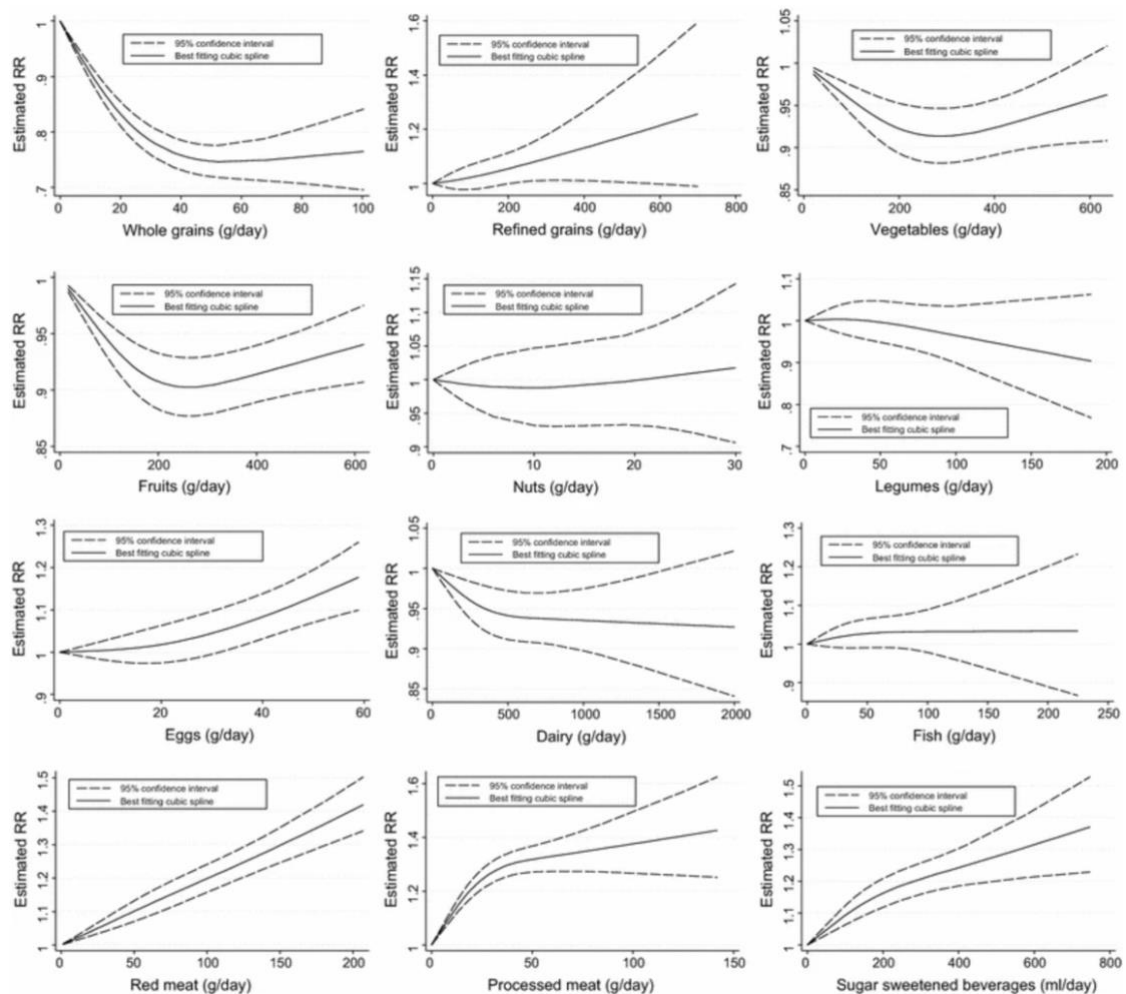 Estimated RR
1
.9
.8
.7
95% confidence interval
Best fitting cubic spline
0 20 40 60 80 100
Whole grains (g/day)
Estimated RR
1.6
1.4
1.2
1
95% confidence interval
Best fitting cubic spline
0 200 400 600 800
Refined grains (g/day)
Estimated RR
1.05
1
.95
.9
.85
95% confidence interval
Best fitting cubic spline
0 200 400 600
Vegetables (g/day)
Estimated RR
1
.95
.9
.85
95% confidence interval
Best fitting cubic spline
0 200 400 600
Fruits (g/day)
Estimated RR
1.15
1.1
1.05
1
.95
.9
95% confidence interval
Best fitting cubic spline
0 10 20 30
Nuts (g/day)
Estimated RR
1.1
1
.9
.8
.7
95% confidence interval
Best fitting cubic spline
0 50 100 150 200
Legumes (g/day)
Estimated RR
1.3
1.2
1.1
1
.9
95% confidence interval
Best fitting cubic spline
0 20 40 60
Eggs (g/day)
Estimated RR
1.05
1
.95
.9
.85
95% confidence interval
Best fitting cubic spline
0 500 1000 1500 2000
Dairy (g/day)
Estimated RR
1.3
1.2
1.1
1
.9
95% confidence interval
Best fitting cubic spline
0 50 100 150 200 250
Fish (g/day)
Estimated RR
1.5
1.4
1.3
1.2
1.1
1
95% confidence interval
Best fitting cubic spline
0 50 100 150 200
Red meat (g/day)
Estimated RR
1.6
1.4
1.2
1
95% confidence interval
Best fitting cubic spline
0 50 100 150
Processed meat (g/day)
Estimated RR
1.5
1.4
1.3
1.2
1.1
1
95% confidence interval
Best fitting cubic spline
0 200 400 600 800
Sugar sweetened beverages (ml/day)